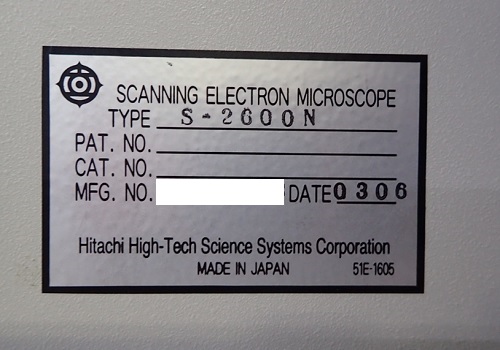 SCANNING ELECTRON MICROSCOPE
TYPE S-2600N
PAT. NO.
CAT. NO.
MFG. NO. DATE 0306
Hitachi High-Tech Science Systems Corporation
MADE IN JAPAN 51E-1605